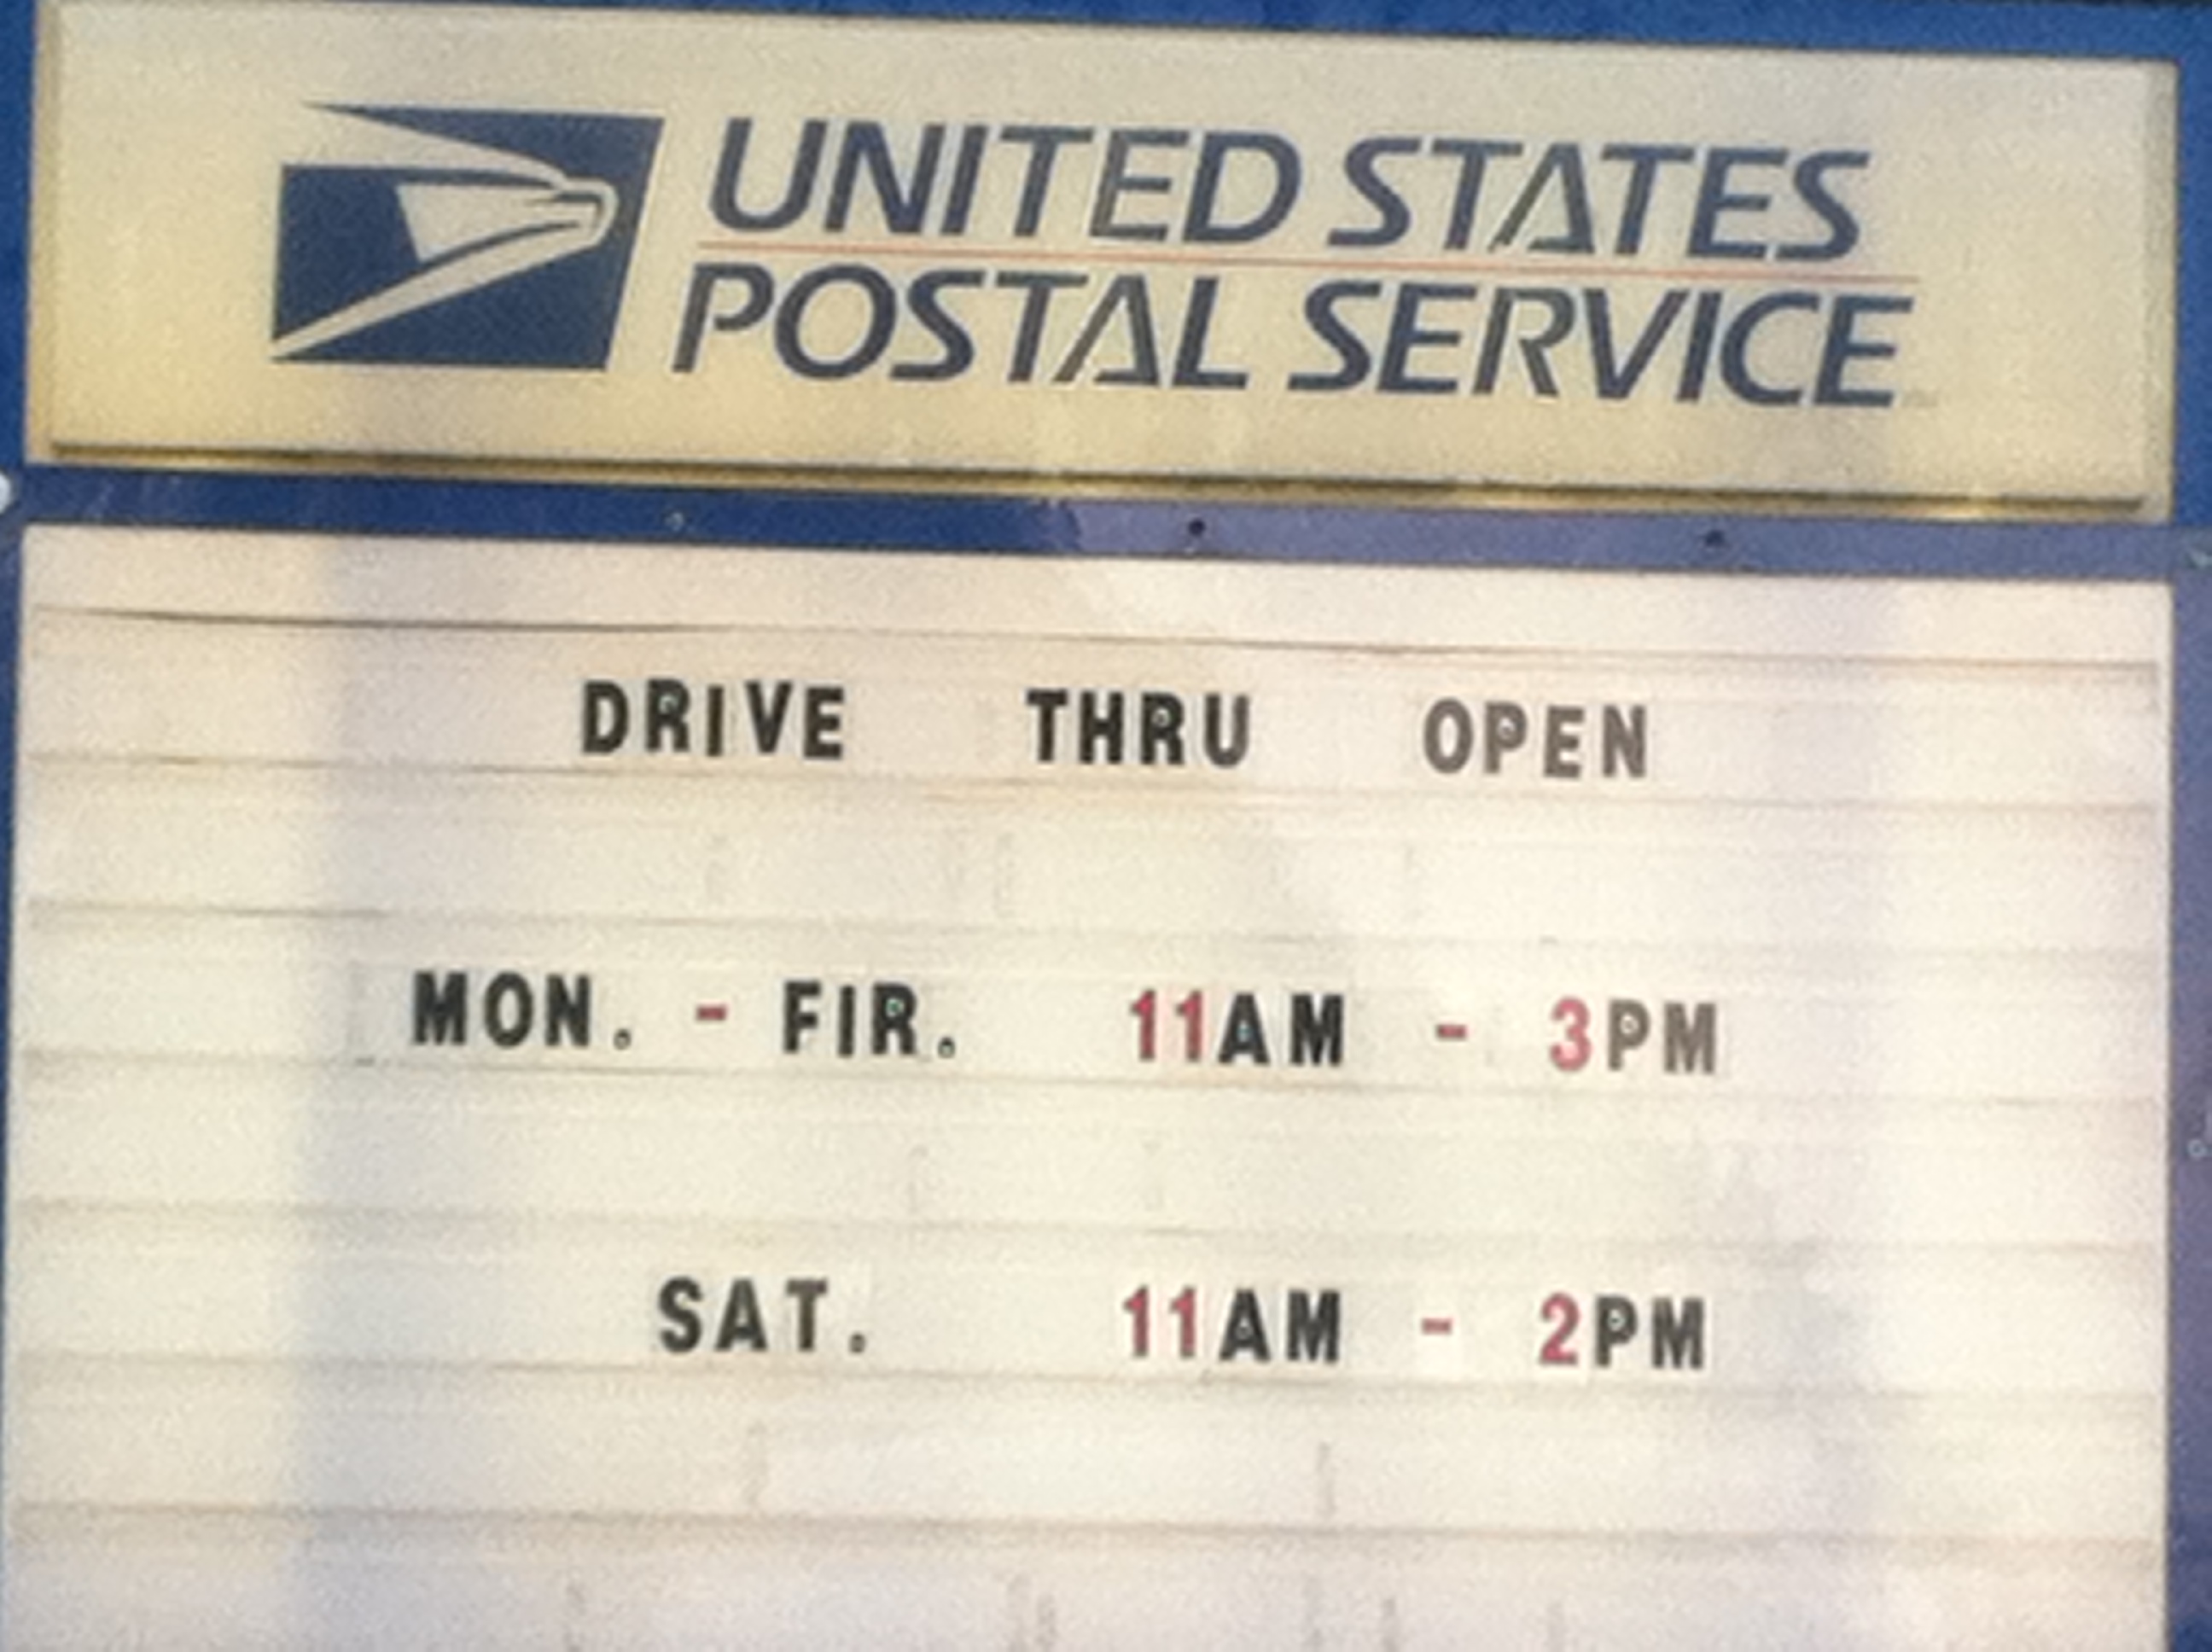 UNITED STATES
POSTAL SERVICE
DRIVE THRU OPEN
MON. - FIR. 11AM - 3PM
SAT. 11AM - 2PM